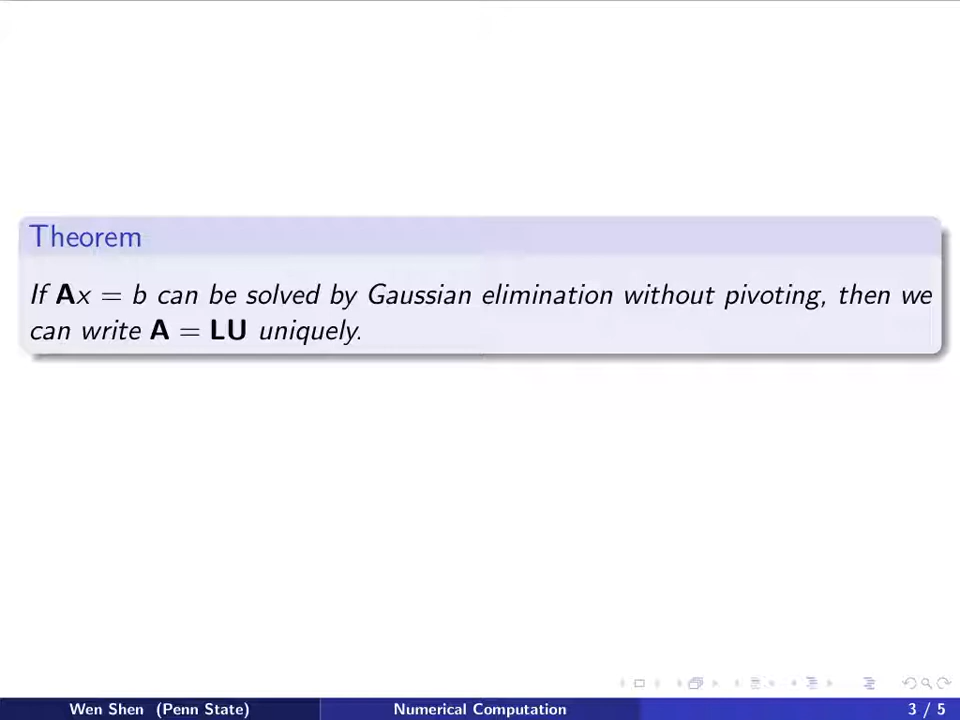 Theorem
If Ax = b can be solved by Gaussian elimination without pivoting, then we
can write A = LU uniquely.
Wen Shen (Penn State) Numerical Computation 3 / 5